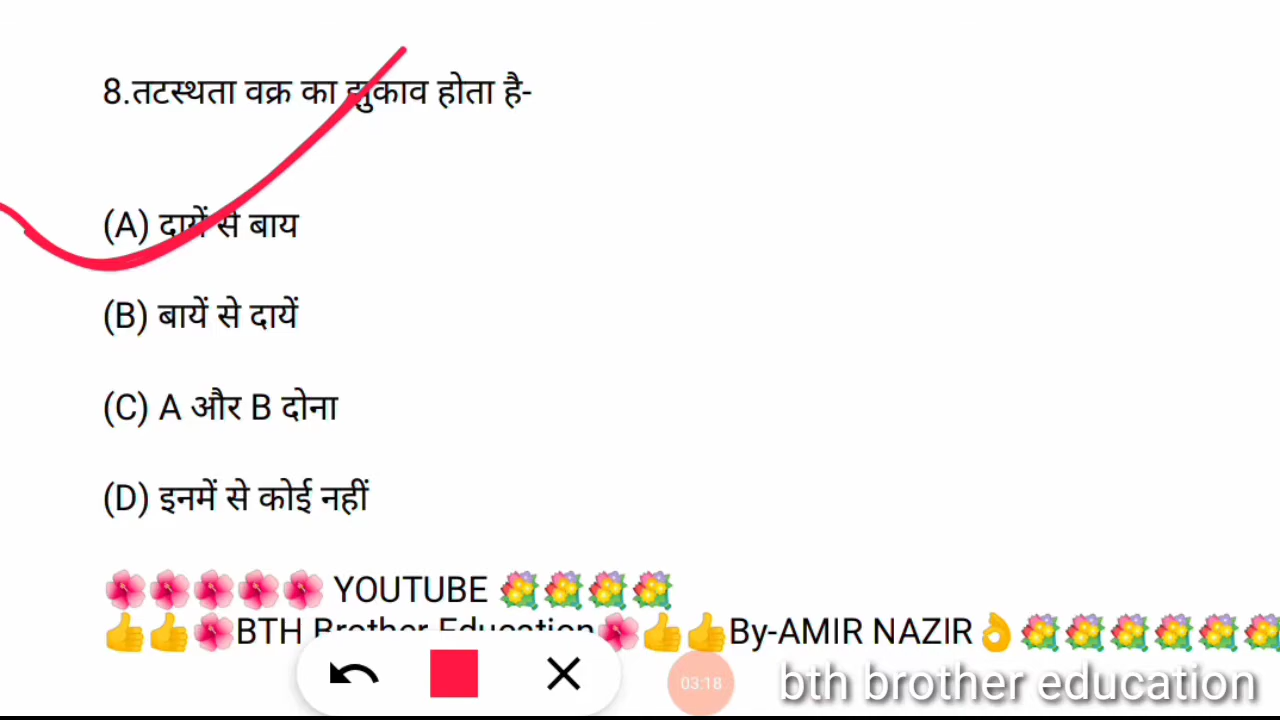 8.तटस्थता वक्र का झुकाव होता है-
(A) दायें से बाय
(B) बायें से दायें
(C) A और B दोना
(D) इनमें से कोई नहीं
YOUTUBE
BTH Brother Education By-AMIR NAZIR
03:18
bth brother education